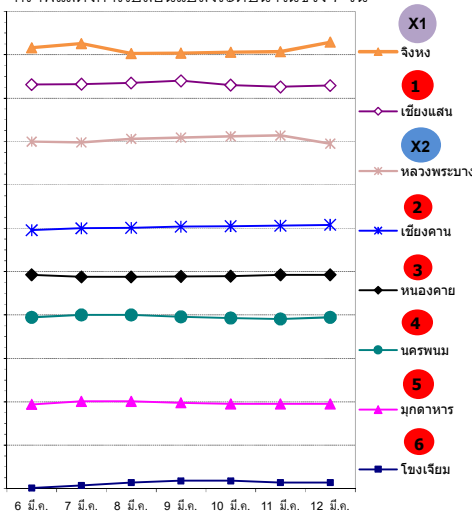 X1
จิงหง
1
เชียงแสน
X2
หลวงพระบาง
2
เชียงคาน
3
หนองคาย
4
นครพนม
5
มุกดาหาร
6
โขงเจียม
6 มี.ค. 7 มี.ค. 8 มี.ค. 9 มี.ค. 10 มี.ค. 11 มี.ค. 12 มี.ค.